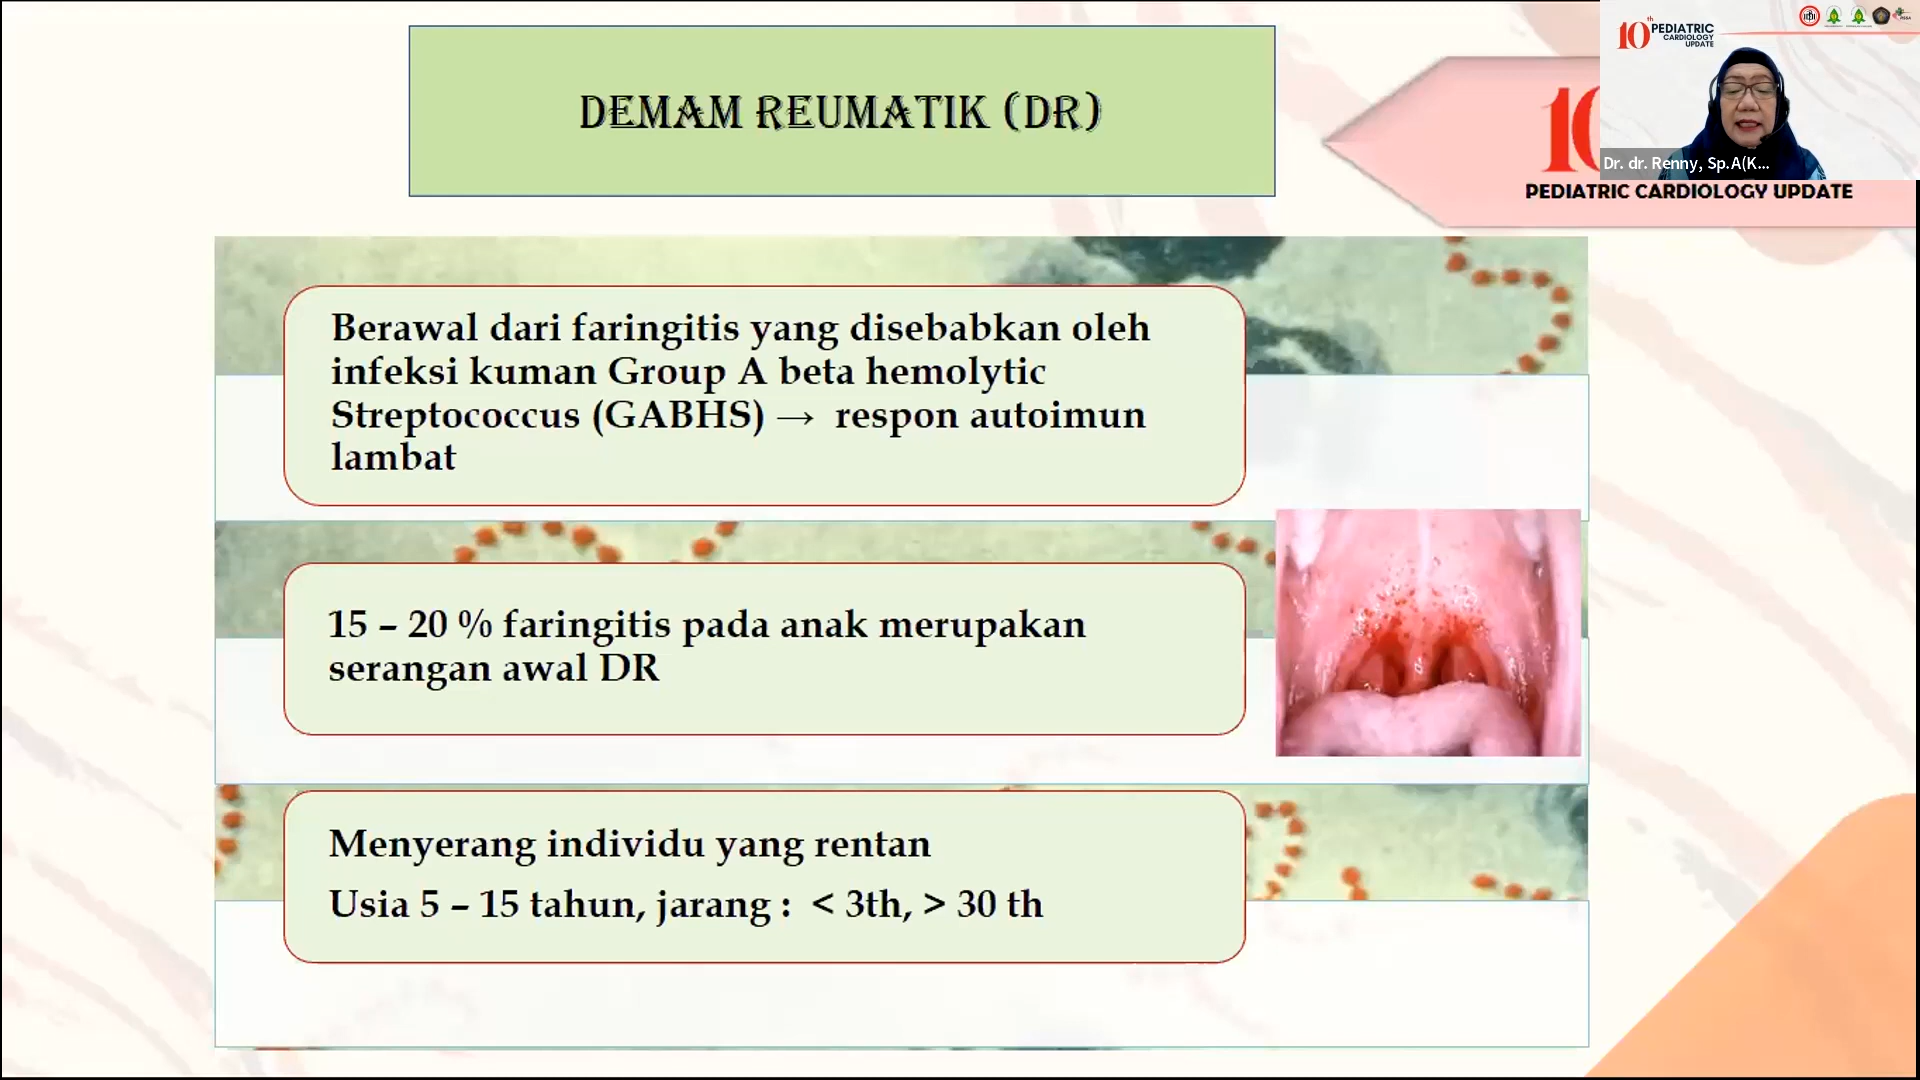 DEMAM REUMATIK (DR)
10th PEDIATRIC
CARDIOLOGY
UPDATE
Dr. dr. Renny, Sp.A(K...
10
PEDIATRIC CARDIOLOGY UPDATE
Berawal dari faringitis yang disebabkan oleh
infeksi kuman Group A beta hemolytic
Streptococcus (GABHS) → respon autoimun
lambat
15 – 20 % faringitis pada anak merupakan
serangan awal DR
Menyerang individu yang rentan
Usia 5 – 15 tahun, jarang : < 3th, > 30 th